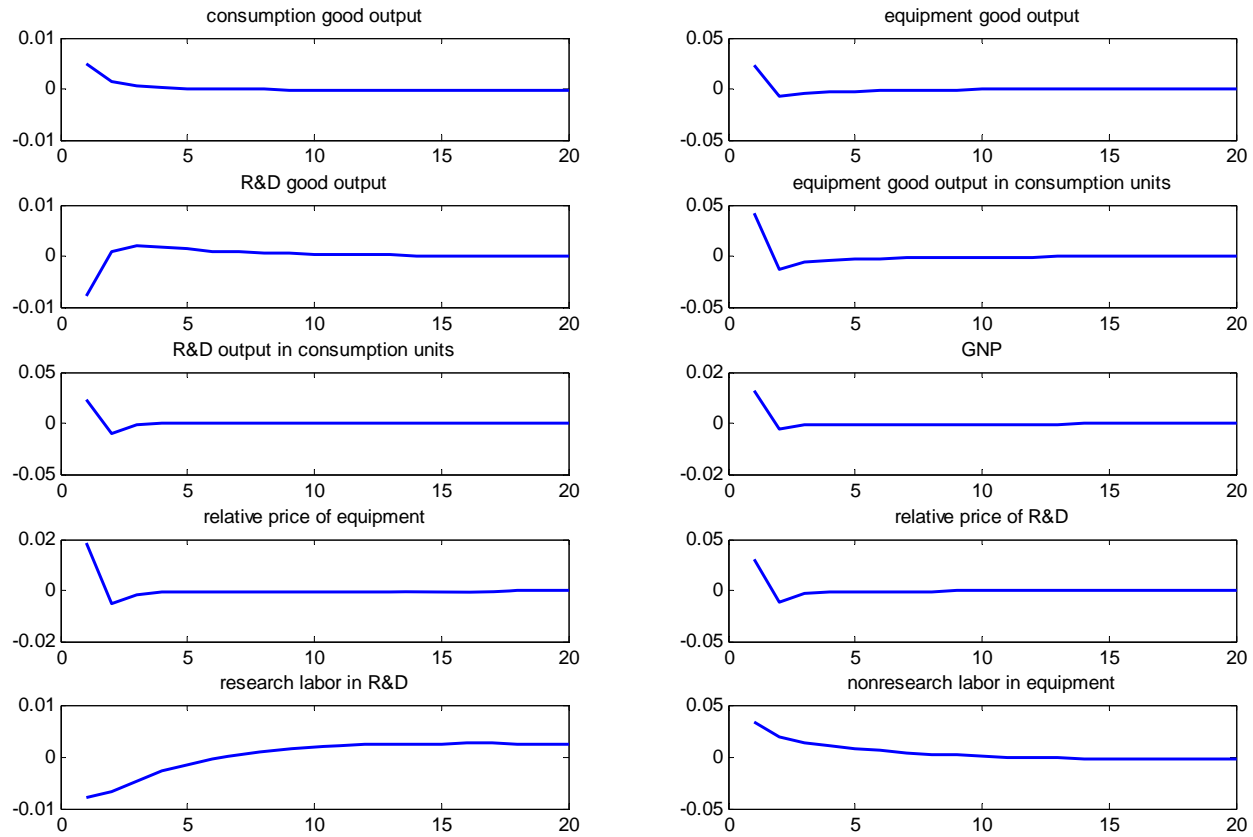 consumption good output
0.01
0
-0.01
0 5 10 15 20
equipment good output
0.05
0
-0.05
0 5 10 15 20
R&D good output
0.01
0
-0.01
0 5 10 15 20
equipment good output in consumption units
0.05
0
-0.05
0 5 10 15 20
R&D output in consumption units
0.05
0
-0.05
0 5 10 15 20
GNP
0.02
0
-0.02
0 5 10 15 20
relative price of equipment
0.02
0
-0.02
0 5 10 15 20
relative price of R&D
0.05
0
-0.05
0 5 10 15 20
research labor in R&D
0.01
0
-0.01
0 5 10 15 20
nonresearch labor in equipment
0.05
0
-0.05
0 5 10 15 20